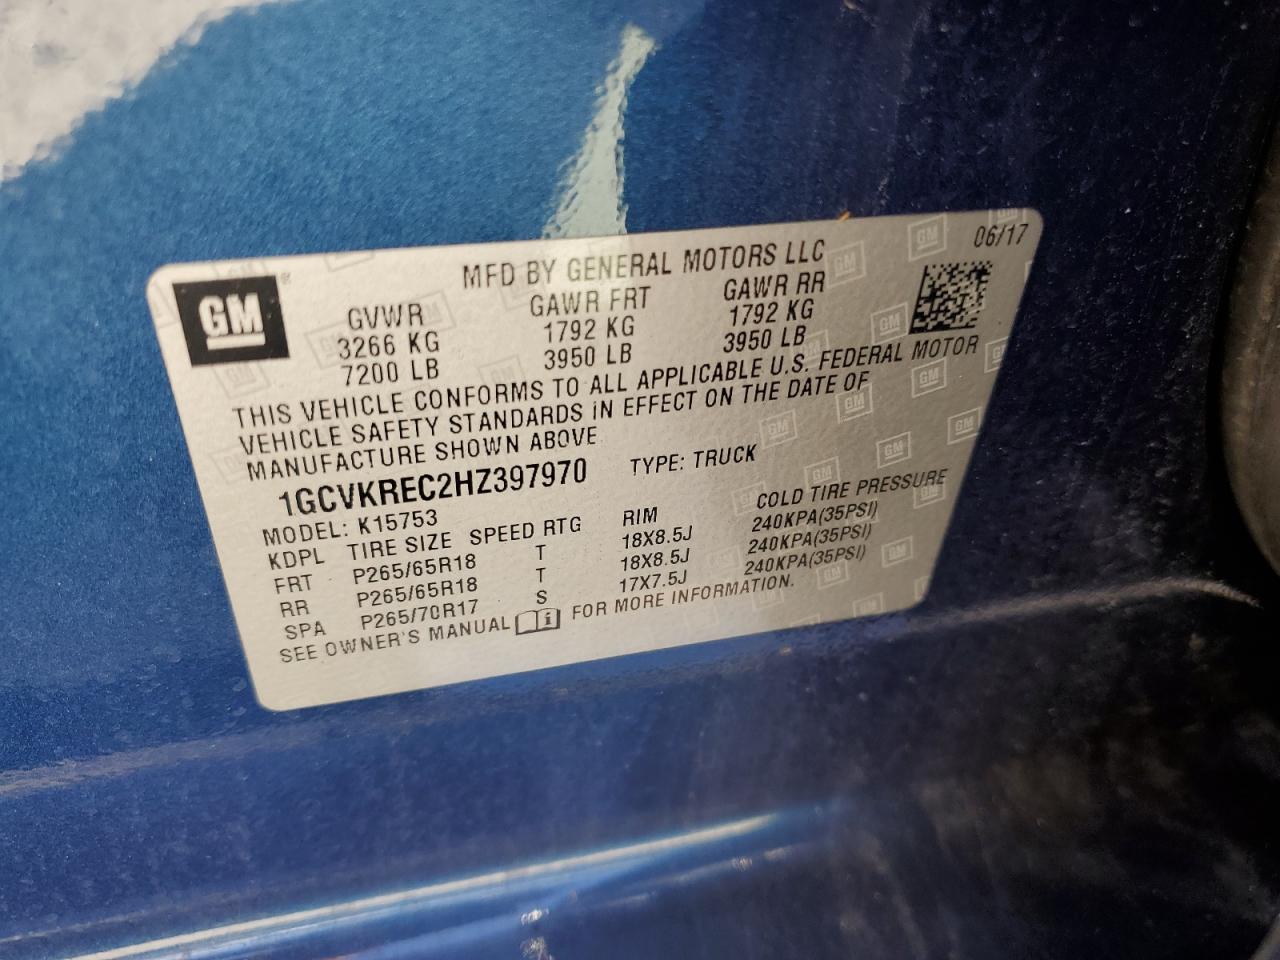 06/17
GM ®
MFD BY GENERAL MOTORS LLC
GVWR GAWR FRT GAWR RR
3266 KG 1792 KG 1792 KG
7200 LB 3950 LB 3950 LB
THIS VEHICLE CONFORMS TO ALL APPLICABLE U.S. FEDERAL MOTOR
VEHICLE SAFETY STANDARDS IN EFFECT ON THE DATE OF
MANUFACTURE SHOWN ABOVE
1GCVKREC2HZ397970 TYPE: TRUCK
MODEL: K15753
KDPL TIRE SIZE SPEED RTG RIM COLD TIRE PRESSURE
FRT P265/65R18 T 18X8.5J 240KPA(35PSI)
RR P265/65R18 T 18X8.5J 240KPA(35PSI)
SPA P265/70R17 S 17X7.5J 240KPA(35PSI)
SEE OWNER'S MANUAL FOR MORE INFORMATION.